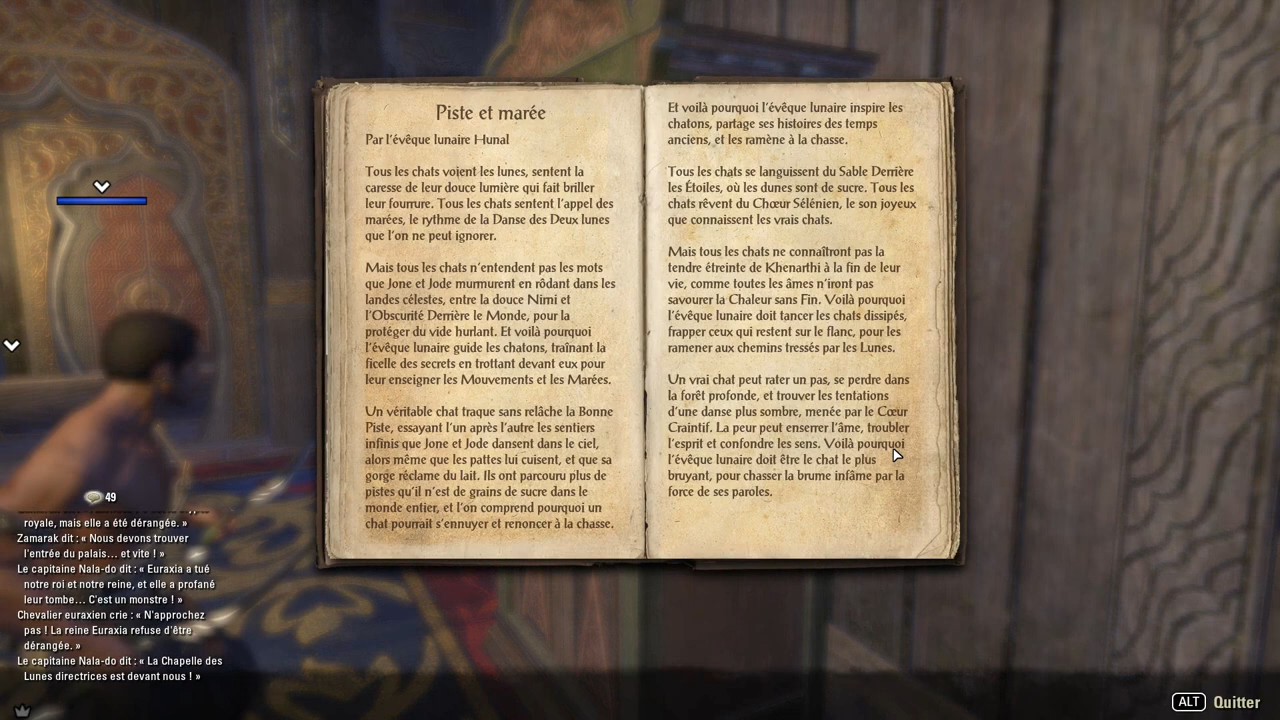 Piste et marée
Par l'évêque lunaire Hunal
Tous les chats voient les lunes, sentent la
caresse de leur douce lumière qui fait briller
leur fourrure. Tous les chats sentent l'appel des
marées, le rythme de la Danse des Deux lunes
que l'on ne peut ignorer.
Mais tous les chats n'entendent pas les mots
que Jone et Jode murmurent en rôdant dans les
landes célestes, entre la douce Nirni et
l'Obscurité Derrière le Monde, pour la
protéger du vide hurlant. Et voilà pourquoi
l'évêque lunaire guide les chatons, traînant la
ficelle des secrets en trottant devant eux pour
leur enseigner les Mouvements et les Marées.
Un véritable chat traque sans relâche la Bonne
Piste, essayant l'un après l'autre les sentiers
infinis que Jone et Jode dansent dans le ciel,
alors même que les pattes lui cuisent, et que sa
gorge réclame du lait. Ils ont parcouru plus de
pistes qu'il n'est de grains de sucre dans le
monde entier, et l'on comprend pourquoi un
chat pourrait s'ennuyer et renoncer à la chasse.
Et voilà pourquoi l'évêque lunaire inspire les
chatons, partage ses histoires des temps
anciens, et les ramène à la chasse.
Tous les chats se languissent du Sable Derrière
les Étoiles, où les dunes sont de sucre. Tous les
chats rêvent du Chœur Sélénien, le son joyeux
que connaissent les vrais chats.
Mais tous les chats ne connaîtront pas la
tendre étreinte de Khenarthi à la fin de leur
vie, comme toutes les âmes n'iront pas
savourer la Chaleur sans Fin. Voilà pourquoi
l'évêque lunaire doit tancer les chats dissipés,
frapper ceux qui restent sur le flanc, pour les
ramener aux chemins tressés par les Lunes.
Un vrai chat peut rater un pas, se perdre dans
la forêt profonde, et trouver les tentations
d'une danse plus sombre, menée par le Cœur
Craintif. La peur peut enserrer l'âme, troubler
l'esprit et confondre les sens. Voilà pourquoi
l'évêque lunaire doit être le chat le plus
bruyant, pour chasser la brume infâme par la
force de ses paroles.
49
royale, mais elle a été dérangée. »
Zamarak dit : « Nous devons trouver
l'entrée du palais… et vite ! »
Le capitaine Nala-do dit : « Euraxia a tué
notre roi et notre reine, et elle a profané
leur tombe… C'est un monstre ! »
Chevalier euraxien crie : « N'approchez
pas ! La reine Euraxia refuse d'être
dérangée. »
Le capitaine Nala-do dit : « La Chapelle des
Lunes directrices est devant nous ! »
ALT Quitter